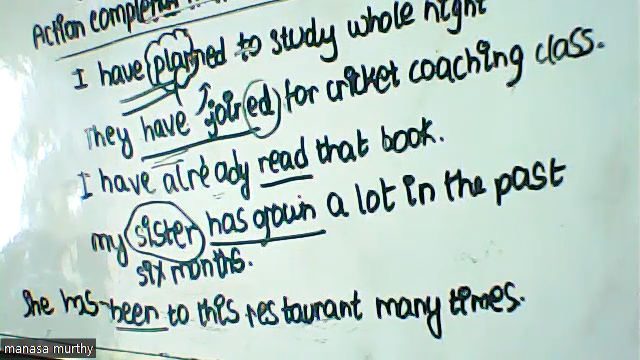 Action completed
I have planned to study whole night
They have joined for cricket coaching class.
I have already read that book.
my sister has grown a lot in the past
six months.
She has been to this restaurant many times.
manasa murthy